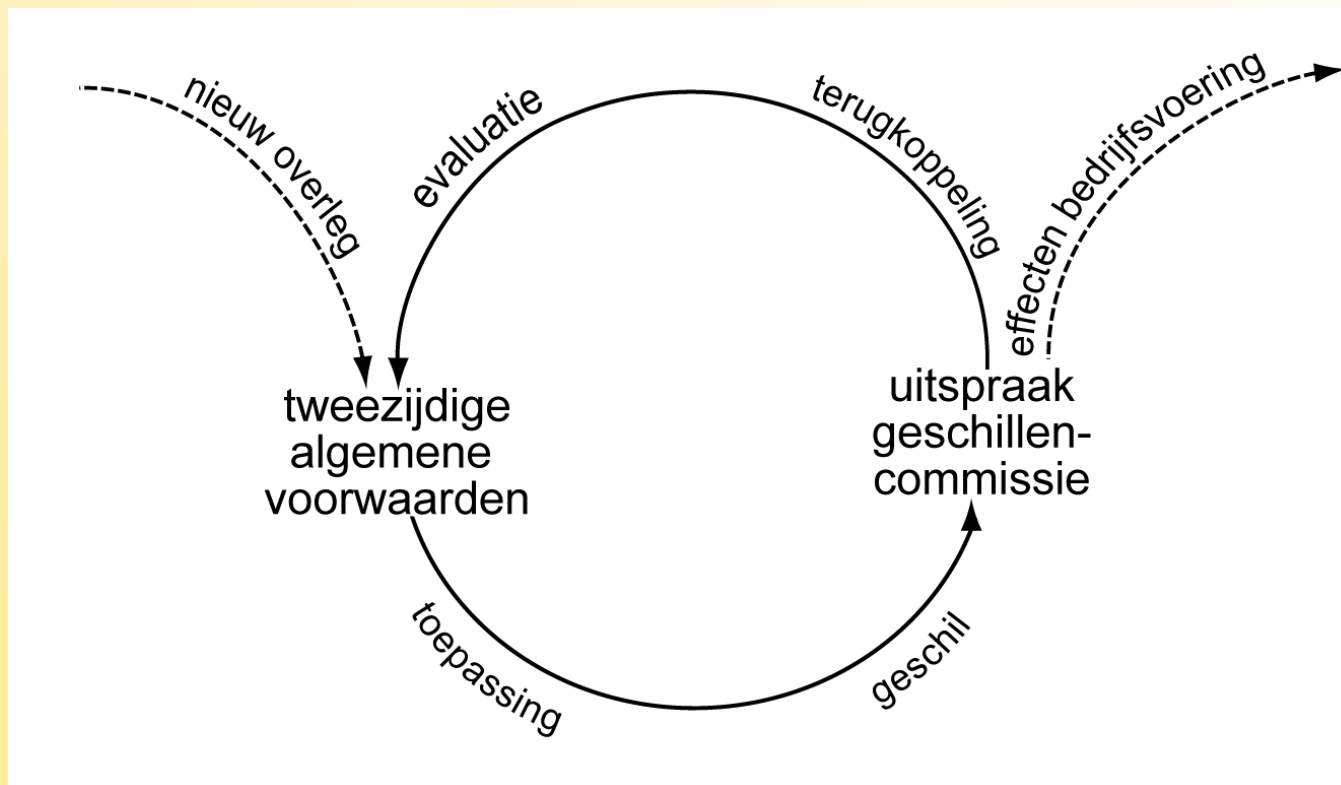 nieuw overleg
evaluatie
terugkoppeling
effecten bedrijfsvoering
tweezijdige
algemene
voorwaarden
uitspraak
geschillen-
commissie
toepassing
geschil